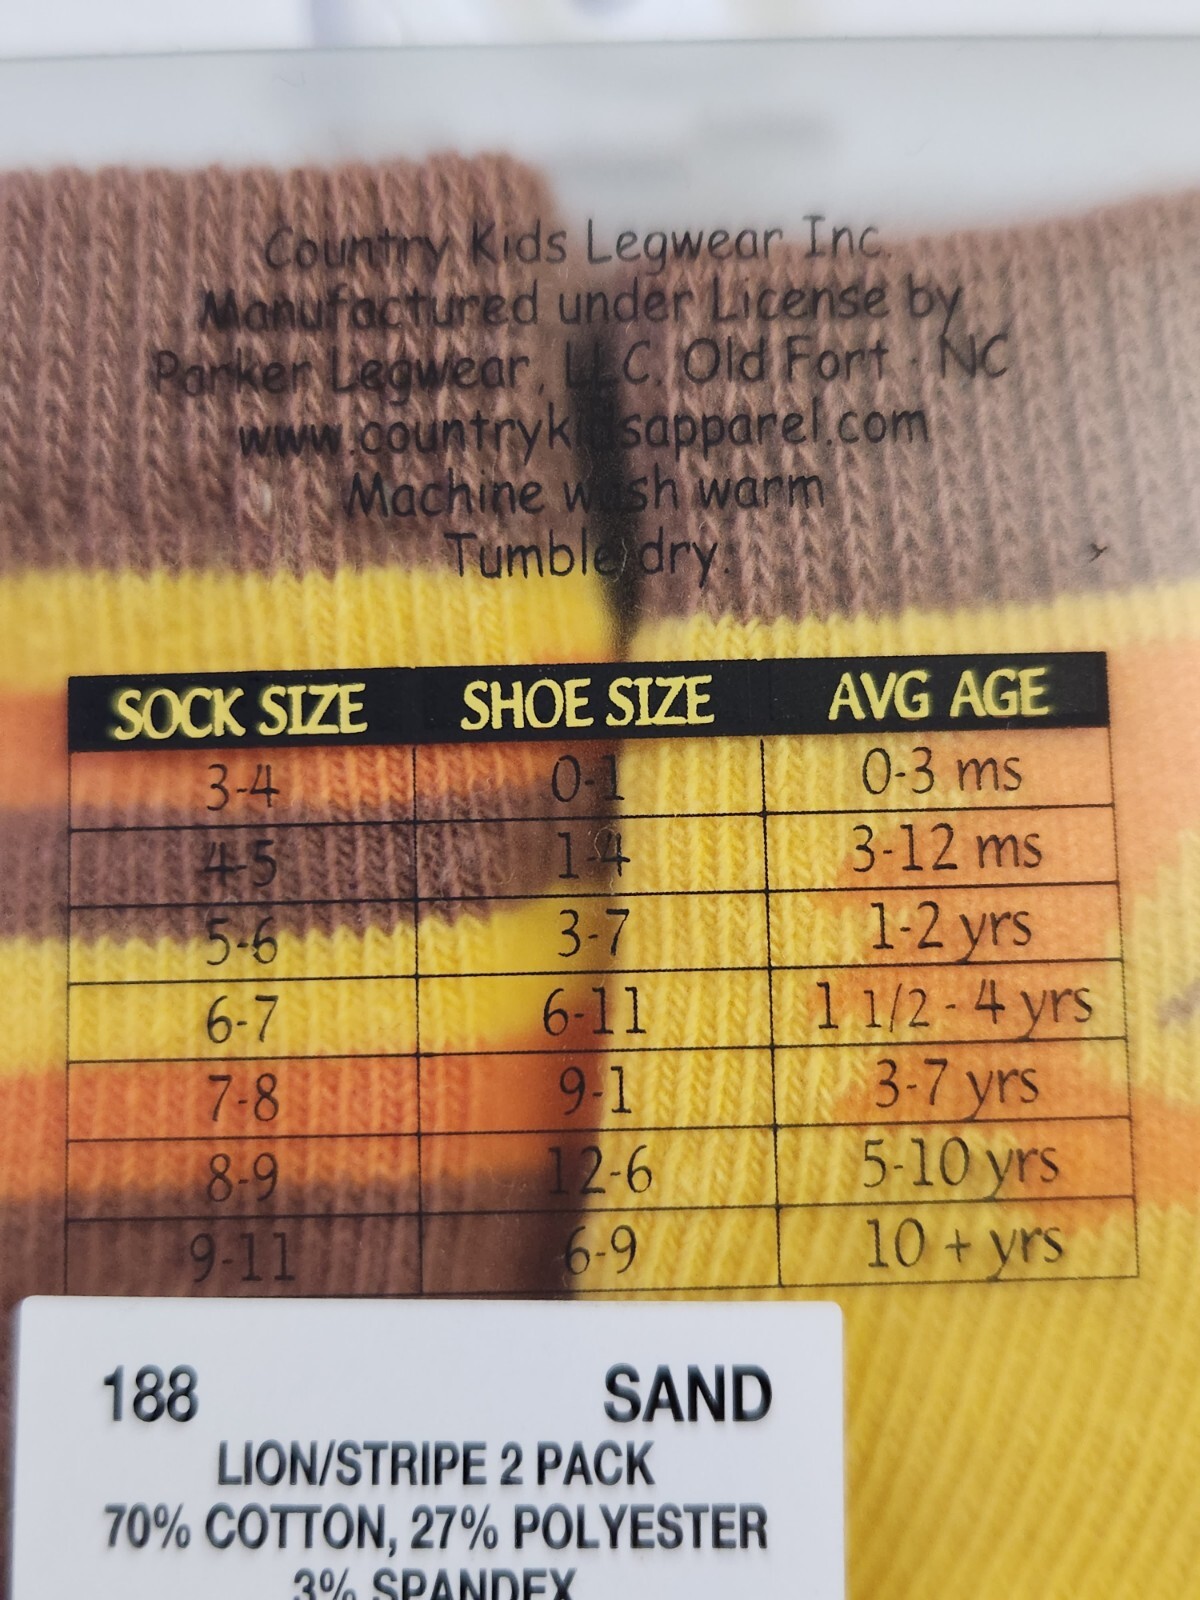 Country Kids Legwear Inc.
Manufactured under License by
Parker Legwear, LLC. Old Fort · NC
www.countrykidsapparel.com
Machine wash warm
Tumble dry.
SOCK SIZE SHOE SIZE AVG AGE
3-4 0-1 0-3 ms
4-5 1-4 3-12 ms
5-6 3-7 1-2 yrs
6-7 6-11 1 1/2 - 4 yrs
7-8 9-1 3-7 yrs
8-9 12-6 5-10 yrs
9-11 6-9 10 + yrs
188 SAND
LION/STRIPE 2 PACK
70% COTTON, 27% POLYESTER
3% SPANDEX